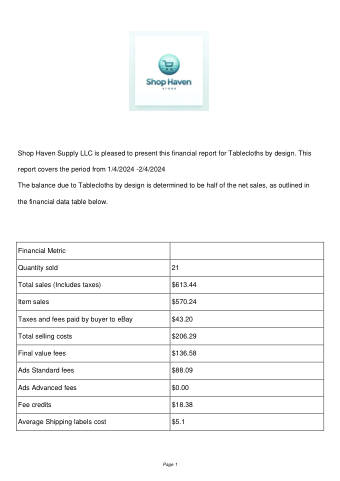 Shop Haven
STORE
Shop Haven Supply LLC is pleased to present this financial report for Tablecloths by design. This
report covers the period from 1/4/2024 -2/4/2024
The balance due to Tablecloths by design is determined to be half of the net sales, as outlined in
the financial data table below.
Financial Metric
Quantity sold 21
Total sales (Includes taxes) $613.44
Item sales $570.24
Taxes and fees paid by buyer to eBay $43.20
Total selling costs $206.29
Final value fees $136.58
Ads Standard fees $88.09
Ads Advanced fees $0.00
Fee credits $18.38
Average Shipping labels cost $5.1
Page 1